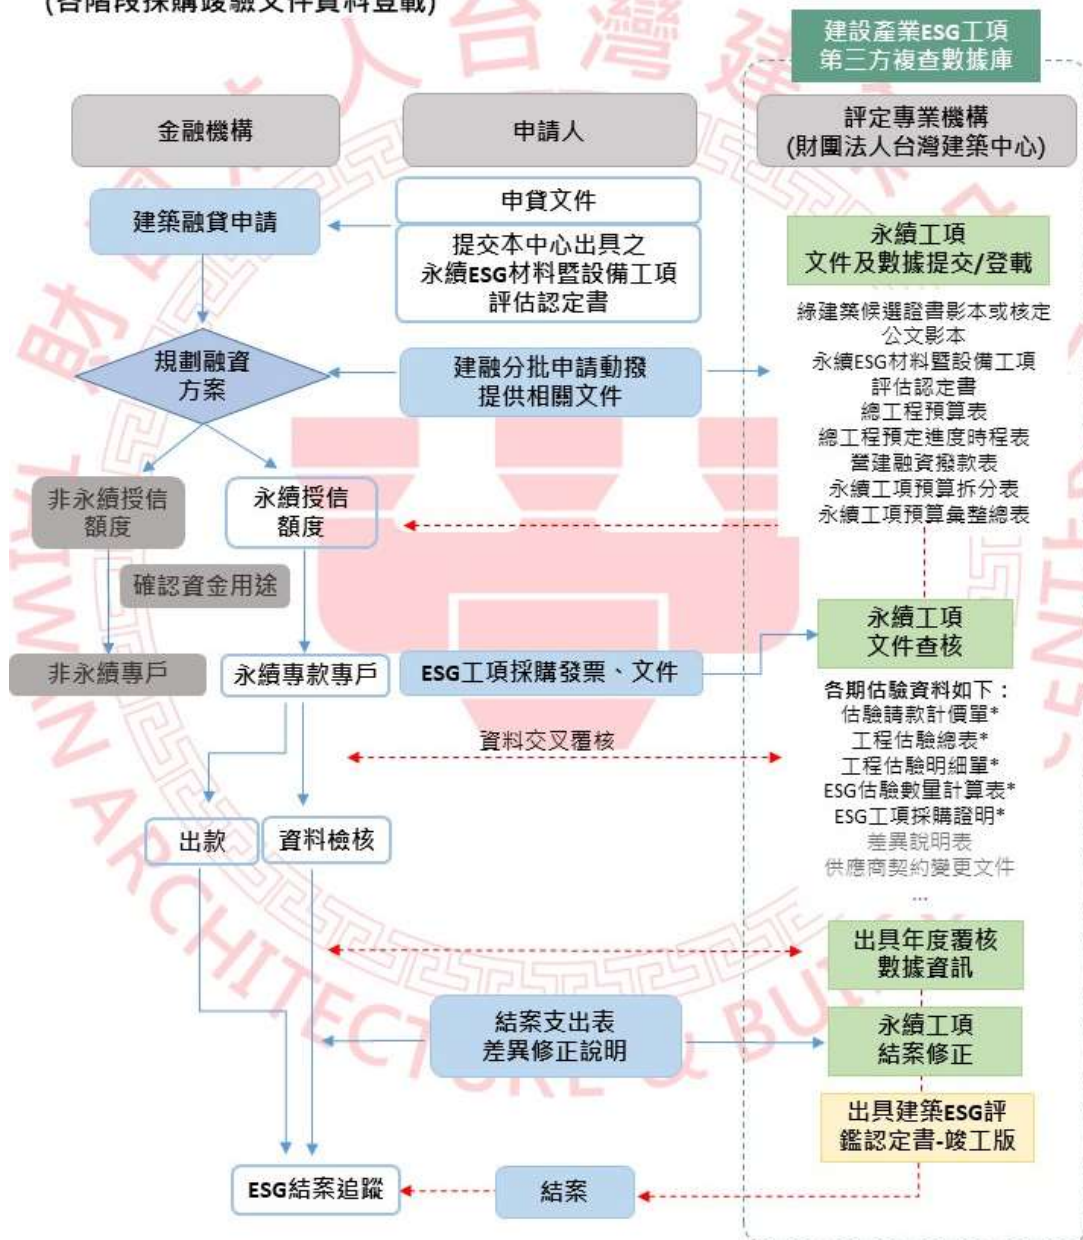 (各階段採購竣驗文件資料登載)
建設產業ESG工項
第三方複查數據庫
金融機構
申請人
評定專業機構
(財團法人台灣建築中心)
建築融貸申請
申貸文件
提交本中心出具之
永續ESG材料暨設備工項
評估認定書
永續工項
文件及數據提交/登載
綠建築候選證書影本或核定
公文影本
永續ESG材料暨設備工項
評估認定書
總工程預算表
總工程預定進度時程表
營建融資撥款表
永續工項預算拆分表
永續工項預算彙整總表
規劃融資
方案
建融分批申請動撥
提供相關文件
非永續授信
額度
永續授信
額度
確認資金用途
非永續專戶
永續專款專戶
ESG工項採購發票、文件
永續工項
文件查核
各期估驗資料如下：
估驗請款計價單*
工程估驗總表*
工程估驗明細單*
ESG估驗數量計算表*
ESG工項採購證明*
差異說明表
供應商契約變更文件
...
資料交叉覆核
出款
資料檢核
出具年度覆核
數據資訊
結案支出表
差異修正說明
永續工項
結案修正
出具建築ESG評
鑑認定書-竣工版
ESG結案追蹤
結案